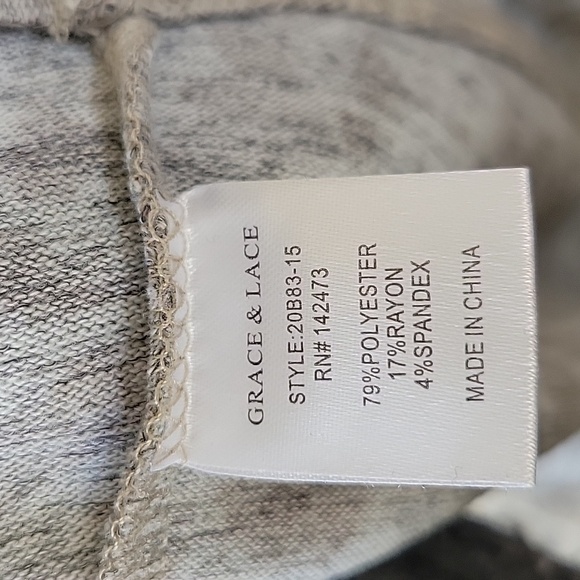 GRACE & LACE
STYLE:20B83-15
RN# 142473
79%POLYESTER
17%RAYON
4%SPANDEX
MADE IN CHINA